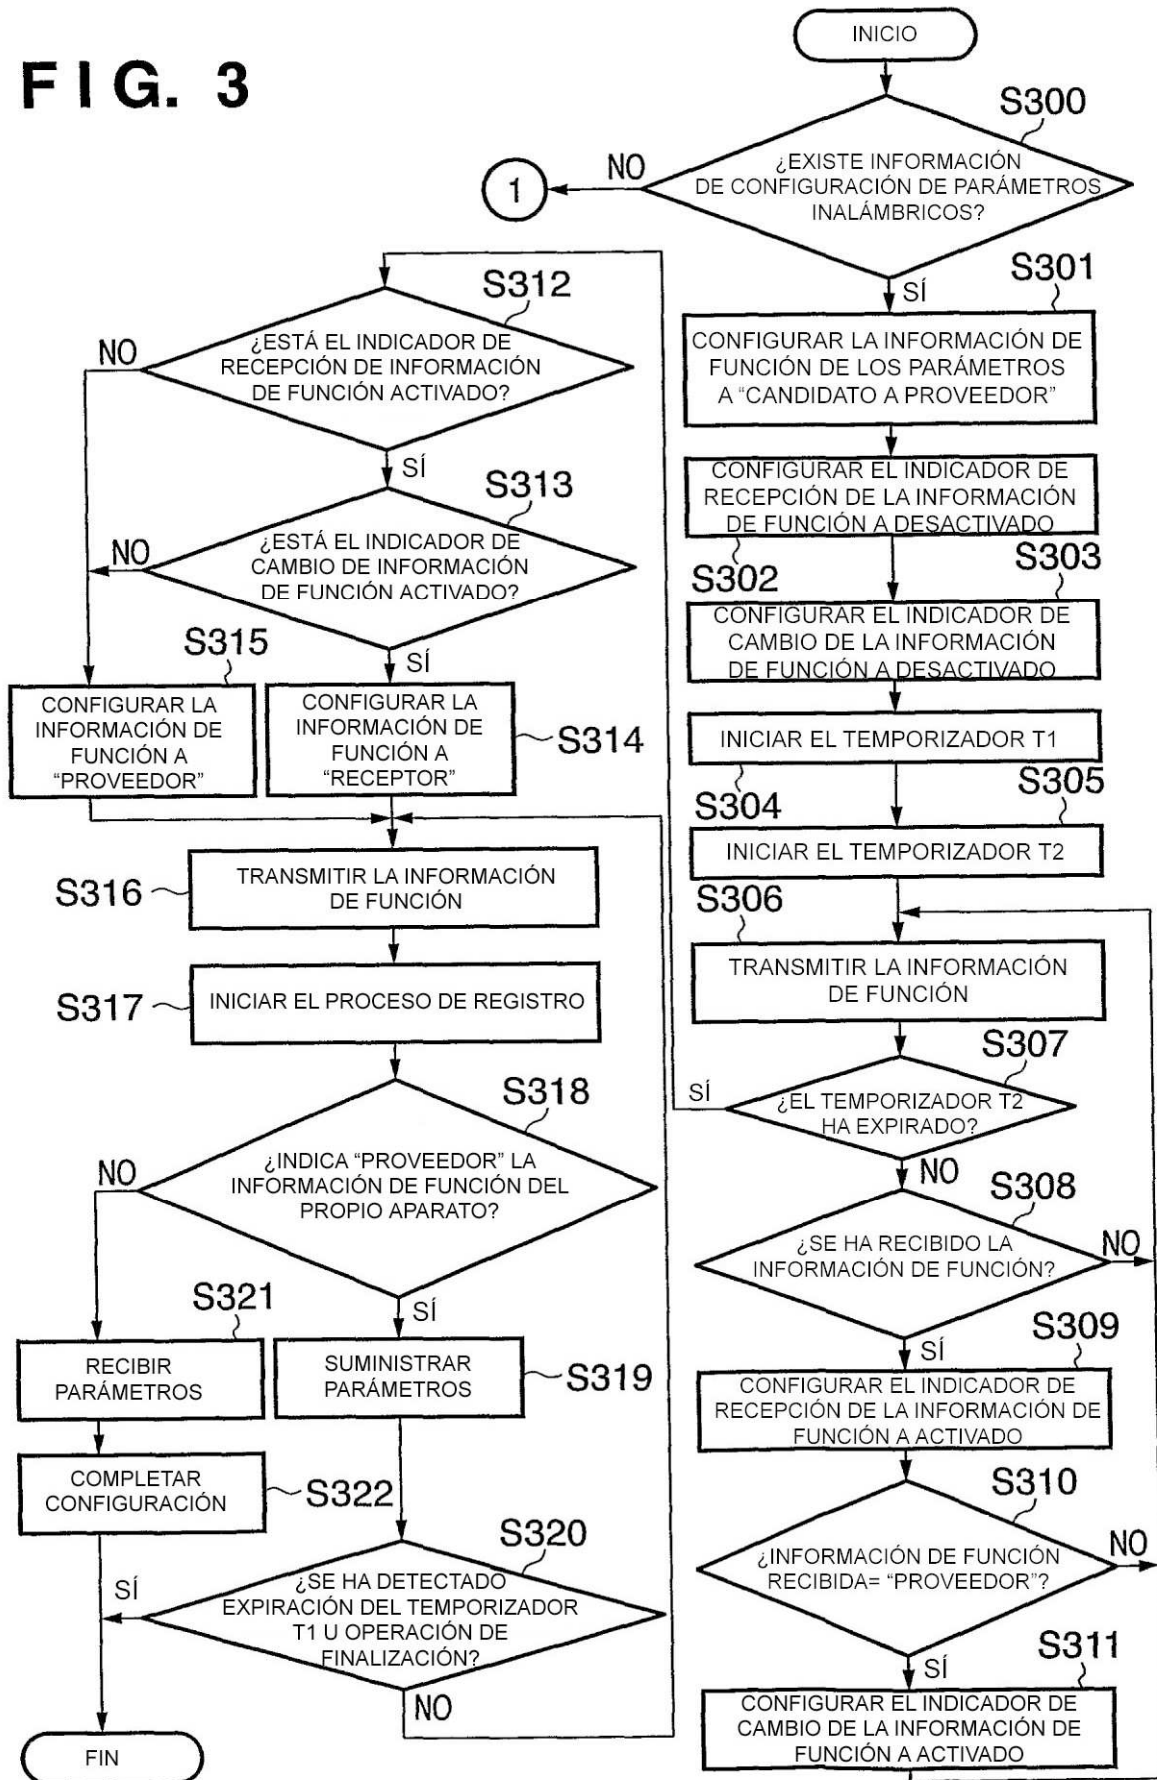 FIG. 3
INICIO
S300
¿EXISTE INFORMACIÓN
DE CONFIGURACIÓN DE PARÁMETROS
INALÁMBRICOS?
NO
1
SÍ
S301
CONFIGURAR LA INFORMACIÓN DE
FUNCIÓN DE LOS PARÁMETROS
A “CANDIDATO A PROVEEDOR”
CONFIGURAR EL INDICADOR DE
RECEPCIÓN DE LA INFORMACIÓN
DE FUNCIÓN A DESACTIVADO
S302
S303
CONFIGURAR EL INDICADOR DE
CAMBIO DE LA INFORMACIÓN
DE FUNCIÓN A DESACTIVADO
INICIAR EL TEMPORIZADOR T1
S304
S305
INICIAR EL TEMPORIZADOR T2
S306
TRANSMITIR LA INFORMACIÓN
DE FUNCIÓN
S307
SÍ
¿EL TEMPORIZADOR T2
HA EXPIRADO?
NO
S308
¿SE HA RECIBIDO LA
INFORMACIÓN DE FUNCIÓN?
NO
SÍ
S309
CONFIGURAR EL INDICADOR DE
RECEPCIÓN DE LA INFORMACIÓN DE
FUNCIÓN A ACTIVADO
S310
¿INFORMACIÓN DE FUNCIÓN
RECIBIDA= “PROVEEDOR”?
NO
SÍ
S311
CONFIGURAR EL INDICADOR DE
CAMBIO DE LA INFORMACIÓN DE
FUNCIÓN A ACTIVADO
S312
¿ESTÁ EL INDICADOR DE
RECEPCIÓN DE INFORMACIÓN
DE FUNCIÓN ACTIVADO?
NO
SÍ
S313
¿ESTÁ EL INDICADOR DE
CAMBIO DE INFORMACIÓN
DE FUNCIÓN ACTIVADO?
NO
SÍ
S315
CONFIGURAR LA
INFORMACIÓN DE
FUNCIÓN A
“PROVEEDOR”
CONFIGURAR LA
INFORMACIÓN DE
FUNCIÓN A
“RECEPTOR”
S314
S316
TRANSMITIR LA INFORMACIÓN
DE FUNCIÓN
S317
INICIAR EL PROCESO DE REGISTRO
S318
¿INDICA “PROVEEDOR” LA
INFORMACIÓN DE FUNCIÓN DEL
PROPIO APARATO?
NO
SÍ
S321
RECIBIR
PARÁMETROS
SUMINISTRAR
PARÁMETROS
S319
COMPLETAR
CONFIGURACIÓN
S322
S320
¿SE HA DETECTADO
EXPIRACIÓN DEL TEMPORIZADOR
T1 U OPERACIÓN DE
FINALIZACIÓN?
SÍ
NO
FIN